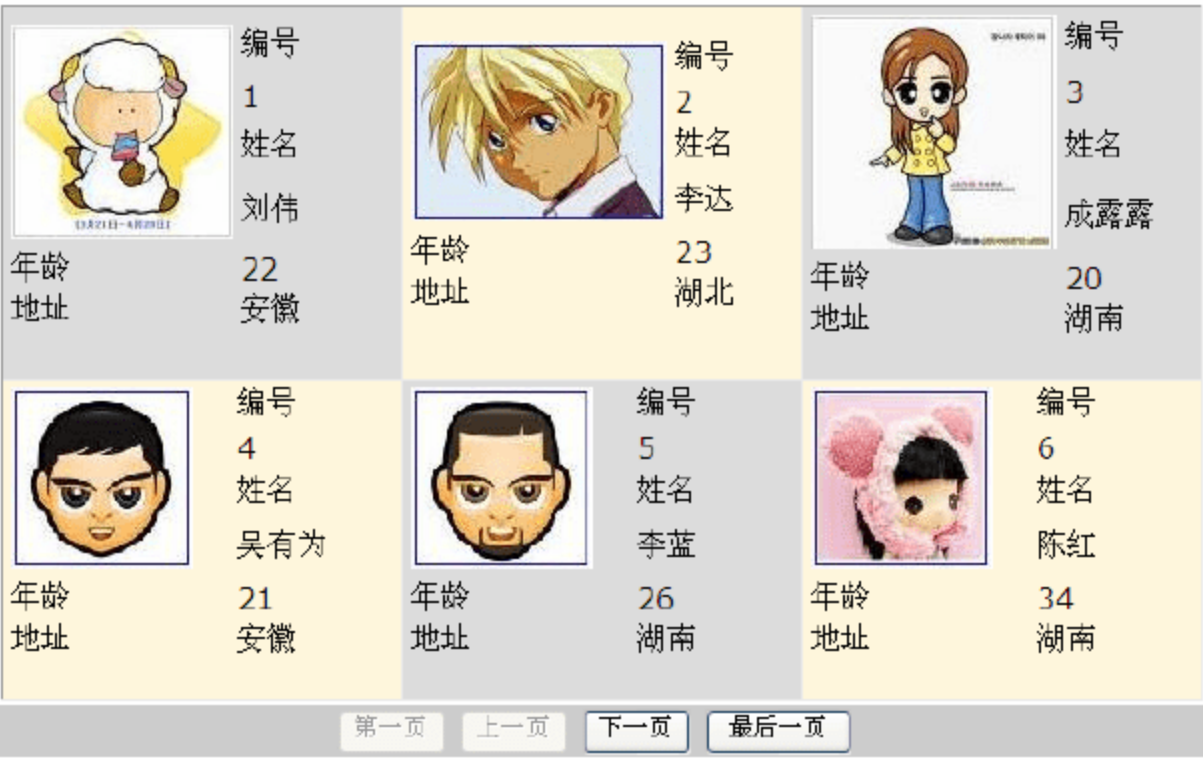 编号
1
姓名
刘伟
年龄 22
地址 安徽
编号
2
姓名
李达
年龄 23
地址 湖北
编号
3
姓名
成露露
年龄 20
地址 湖南
编号
4
姓名
吴有为
年龄 21
地址 安徽
编号
5
姓名
李蓝
年龄 26
地址 湖南
编号
6
姓名
陈红
年龄 34
地址 湖南
第一页 上一页 下一页 最后一页